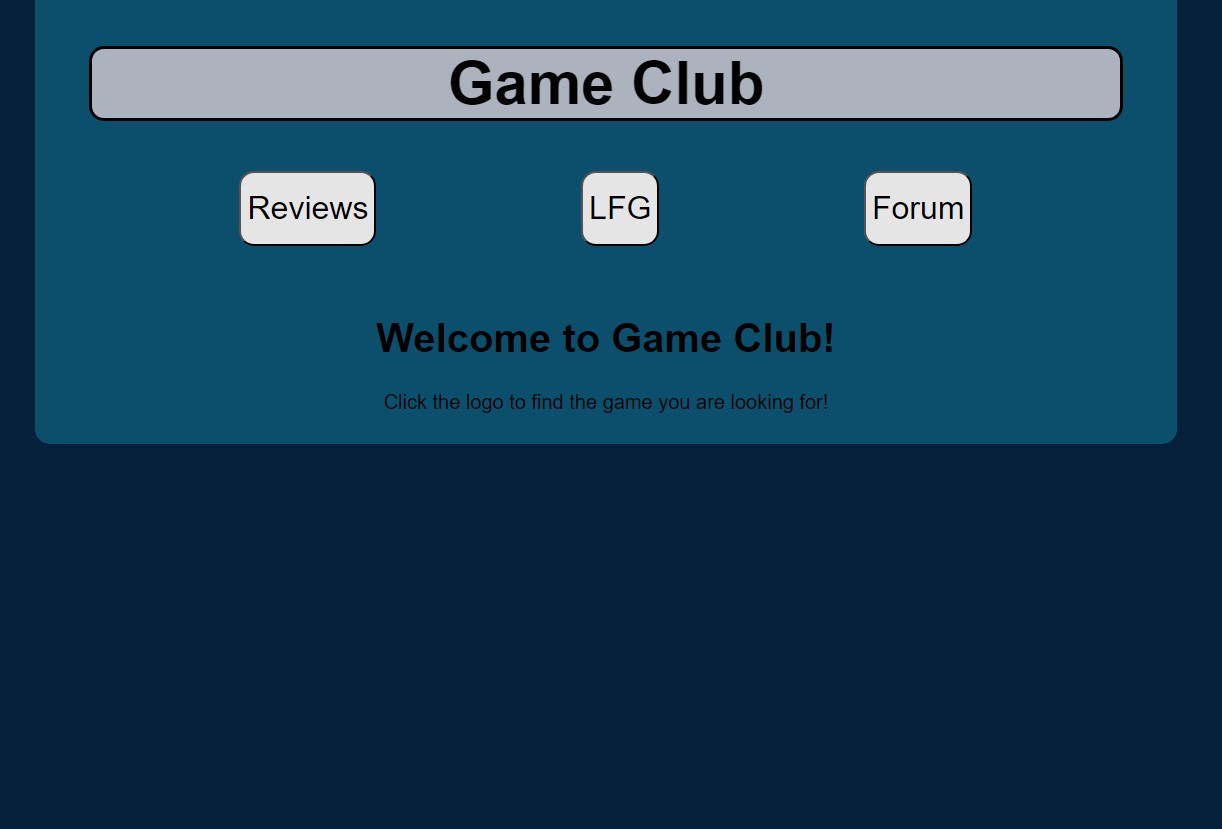 Game Club
Reviews
LFG
Forum
Welcome to Game Club!
Click the logo to find the game you are looking for!